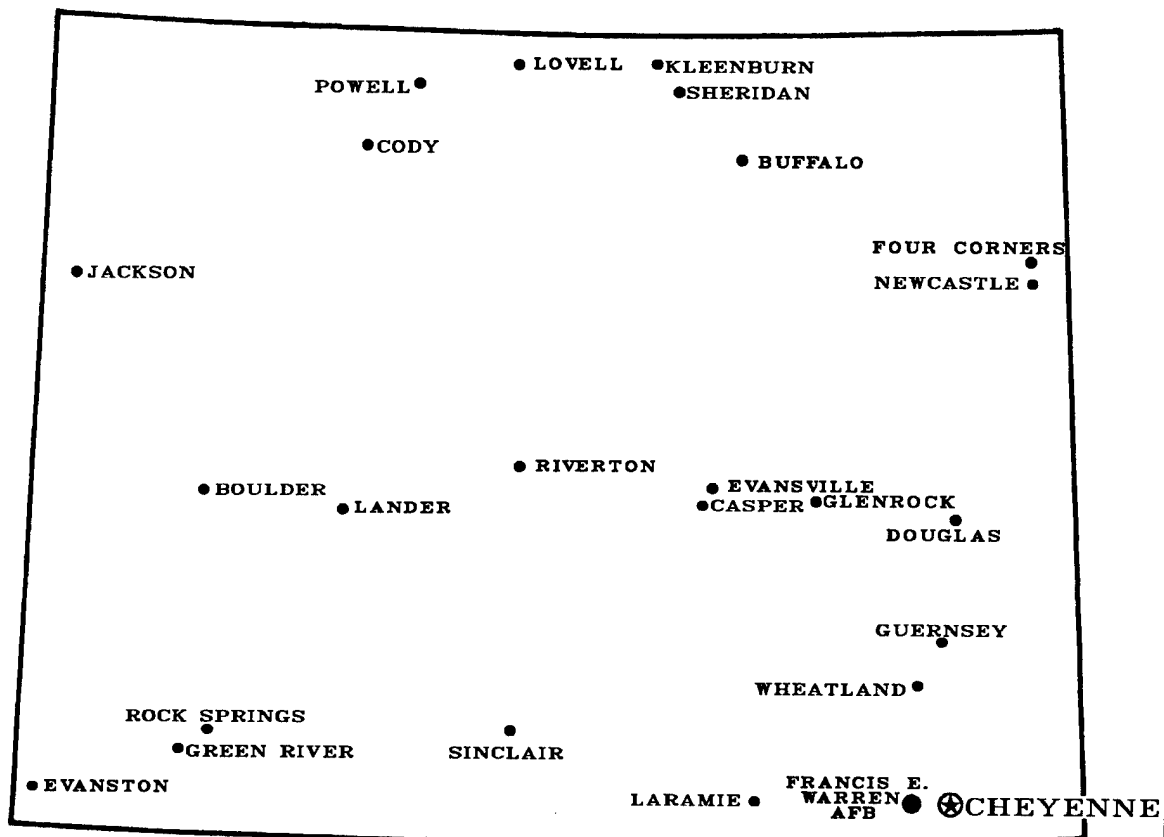 LOVELL
KLEENBURN
POWELL
SHERIDAN
CODY
BUFFALO
FOUR CORNERS
JACKSON
NEWCASTLE
RIVERTON
BOULDER
EVANSVILLE
LANDER
CASPER
GLENROCK
DOUGLAS
GUERNSEY
WHEATLAND
ROCK SPRINGS
GREEN RIVER
SINCLAIR
EVANSTON
LARAMIE
FRANCIS E.
WARREN
AFB
CHEYENNE